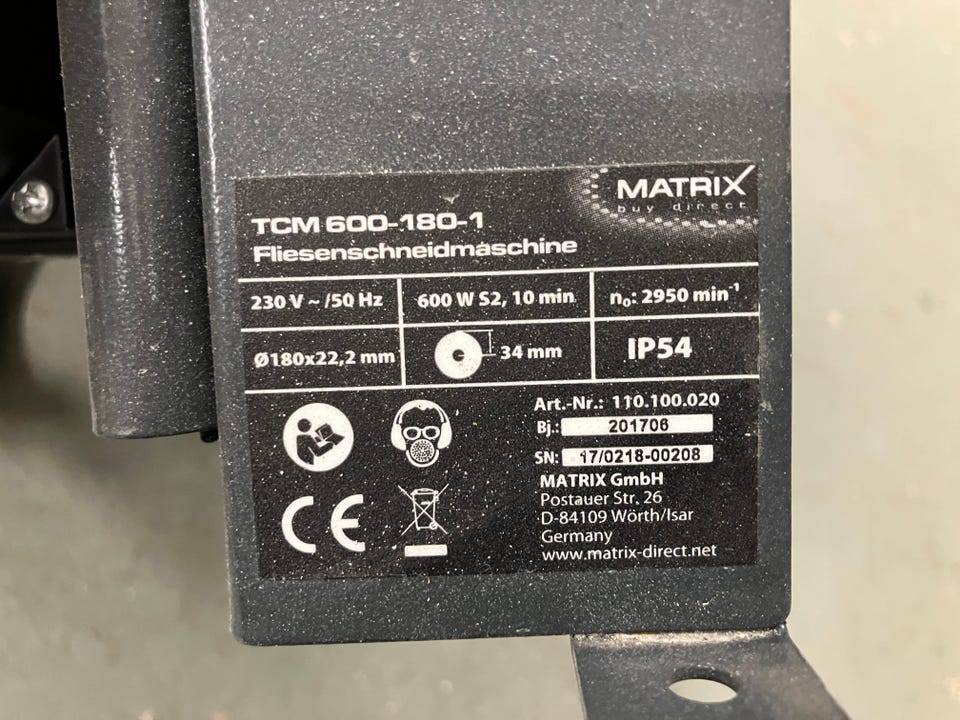 MATRIX
buy direct
TCM 600-180-1
Fliesenschneidmaschine
230 V ~ /50 Hz
600 W S2, 10 min
n₀: 2950 min⁻¹
Ø180x22,2 mm
34 mm
IP54
Art.-Nr.: 110.100.020
Bj.: 201706
SN: 17/0218-00208
MATRIX GmbH
Postauer Str. 26
D-84109 Wörth/Isar
Germany
www.matrix-direct.net
CE